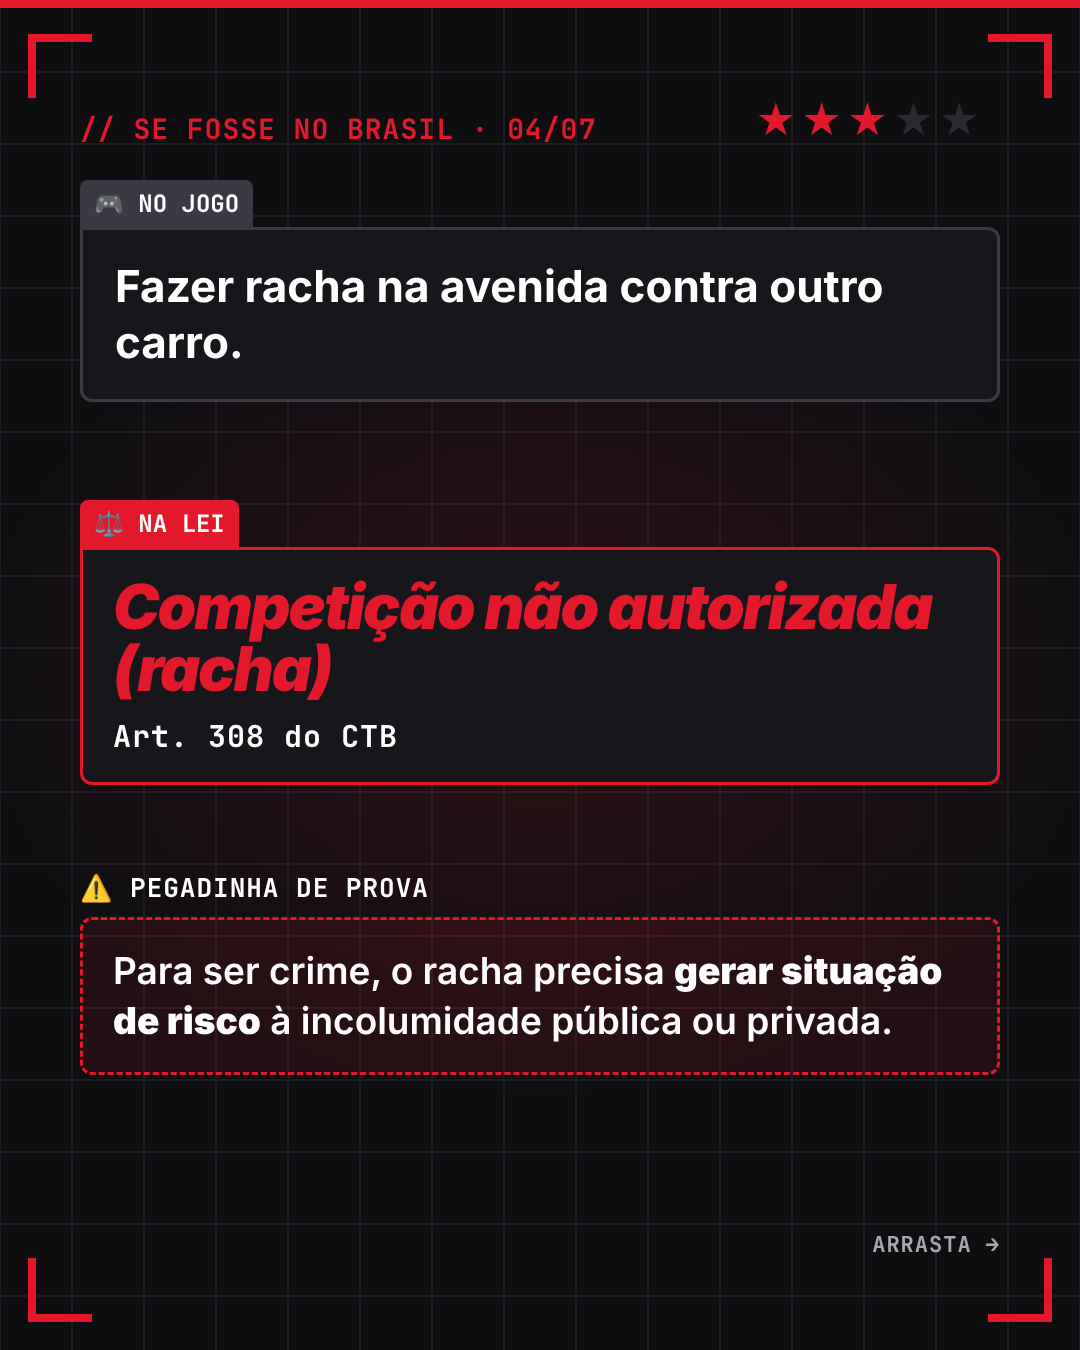 // SE FOSSE NO BRASIL · 04/07
★★★★★
🎮 NO JOGO
Fazer racha na avenida contra outro
carro.
⚖️ NA LEI
Competição não autorizada
(racha)
Art. 308 do CTB
⚠️ PEGADINHA DE PROVA
Para ser crime, o racha precisa gerar situação
de risco à incolumidade pública ou privada.
ARRASTA →